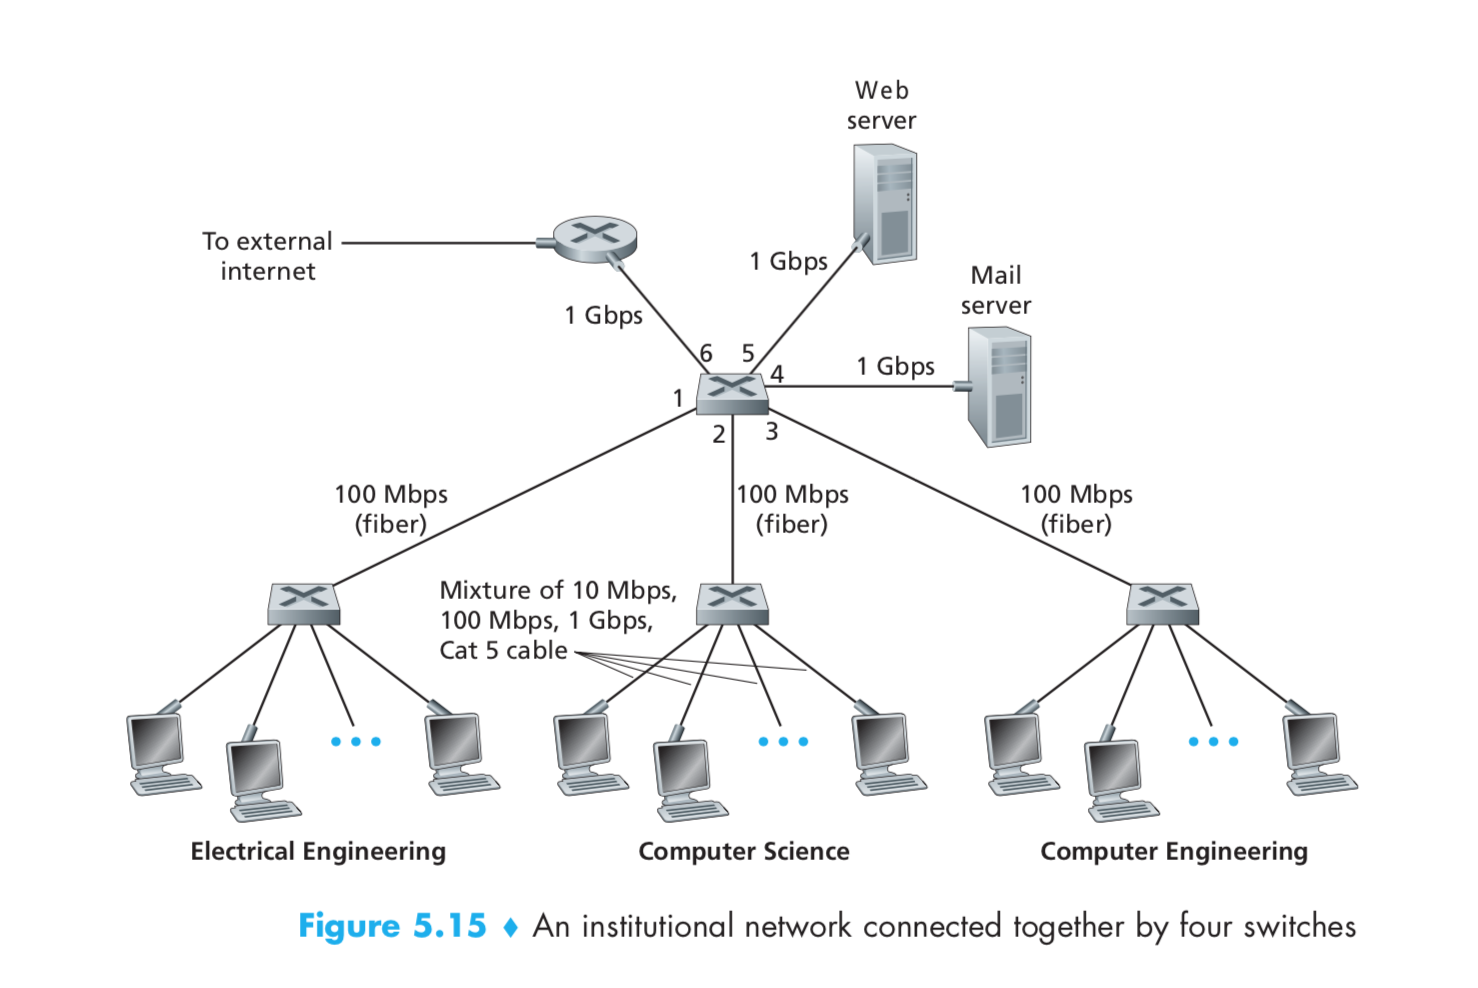 Web
server
To external
internet
1 Gbps
Mail
server
1 Gbps
1 Gbps
6
5
4
1
2
3
100 Mbps
(fiber)
100 Mbps
(fiber)
100 Mbps
(fiber)
Mixture of 10 Mbps,
100 Mbps, 1 Gbps,
Cat 5 cable
Electrical Engineering
Computer Science
Computer Engineering
Figure 5.15 ♦ An institutional network connected together by four switches